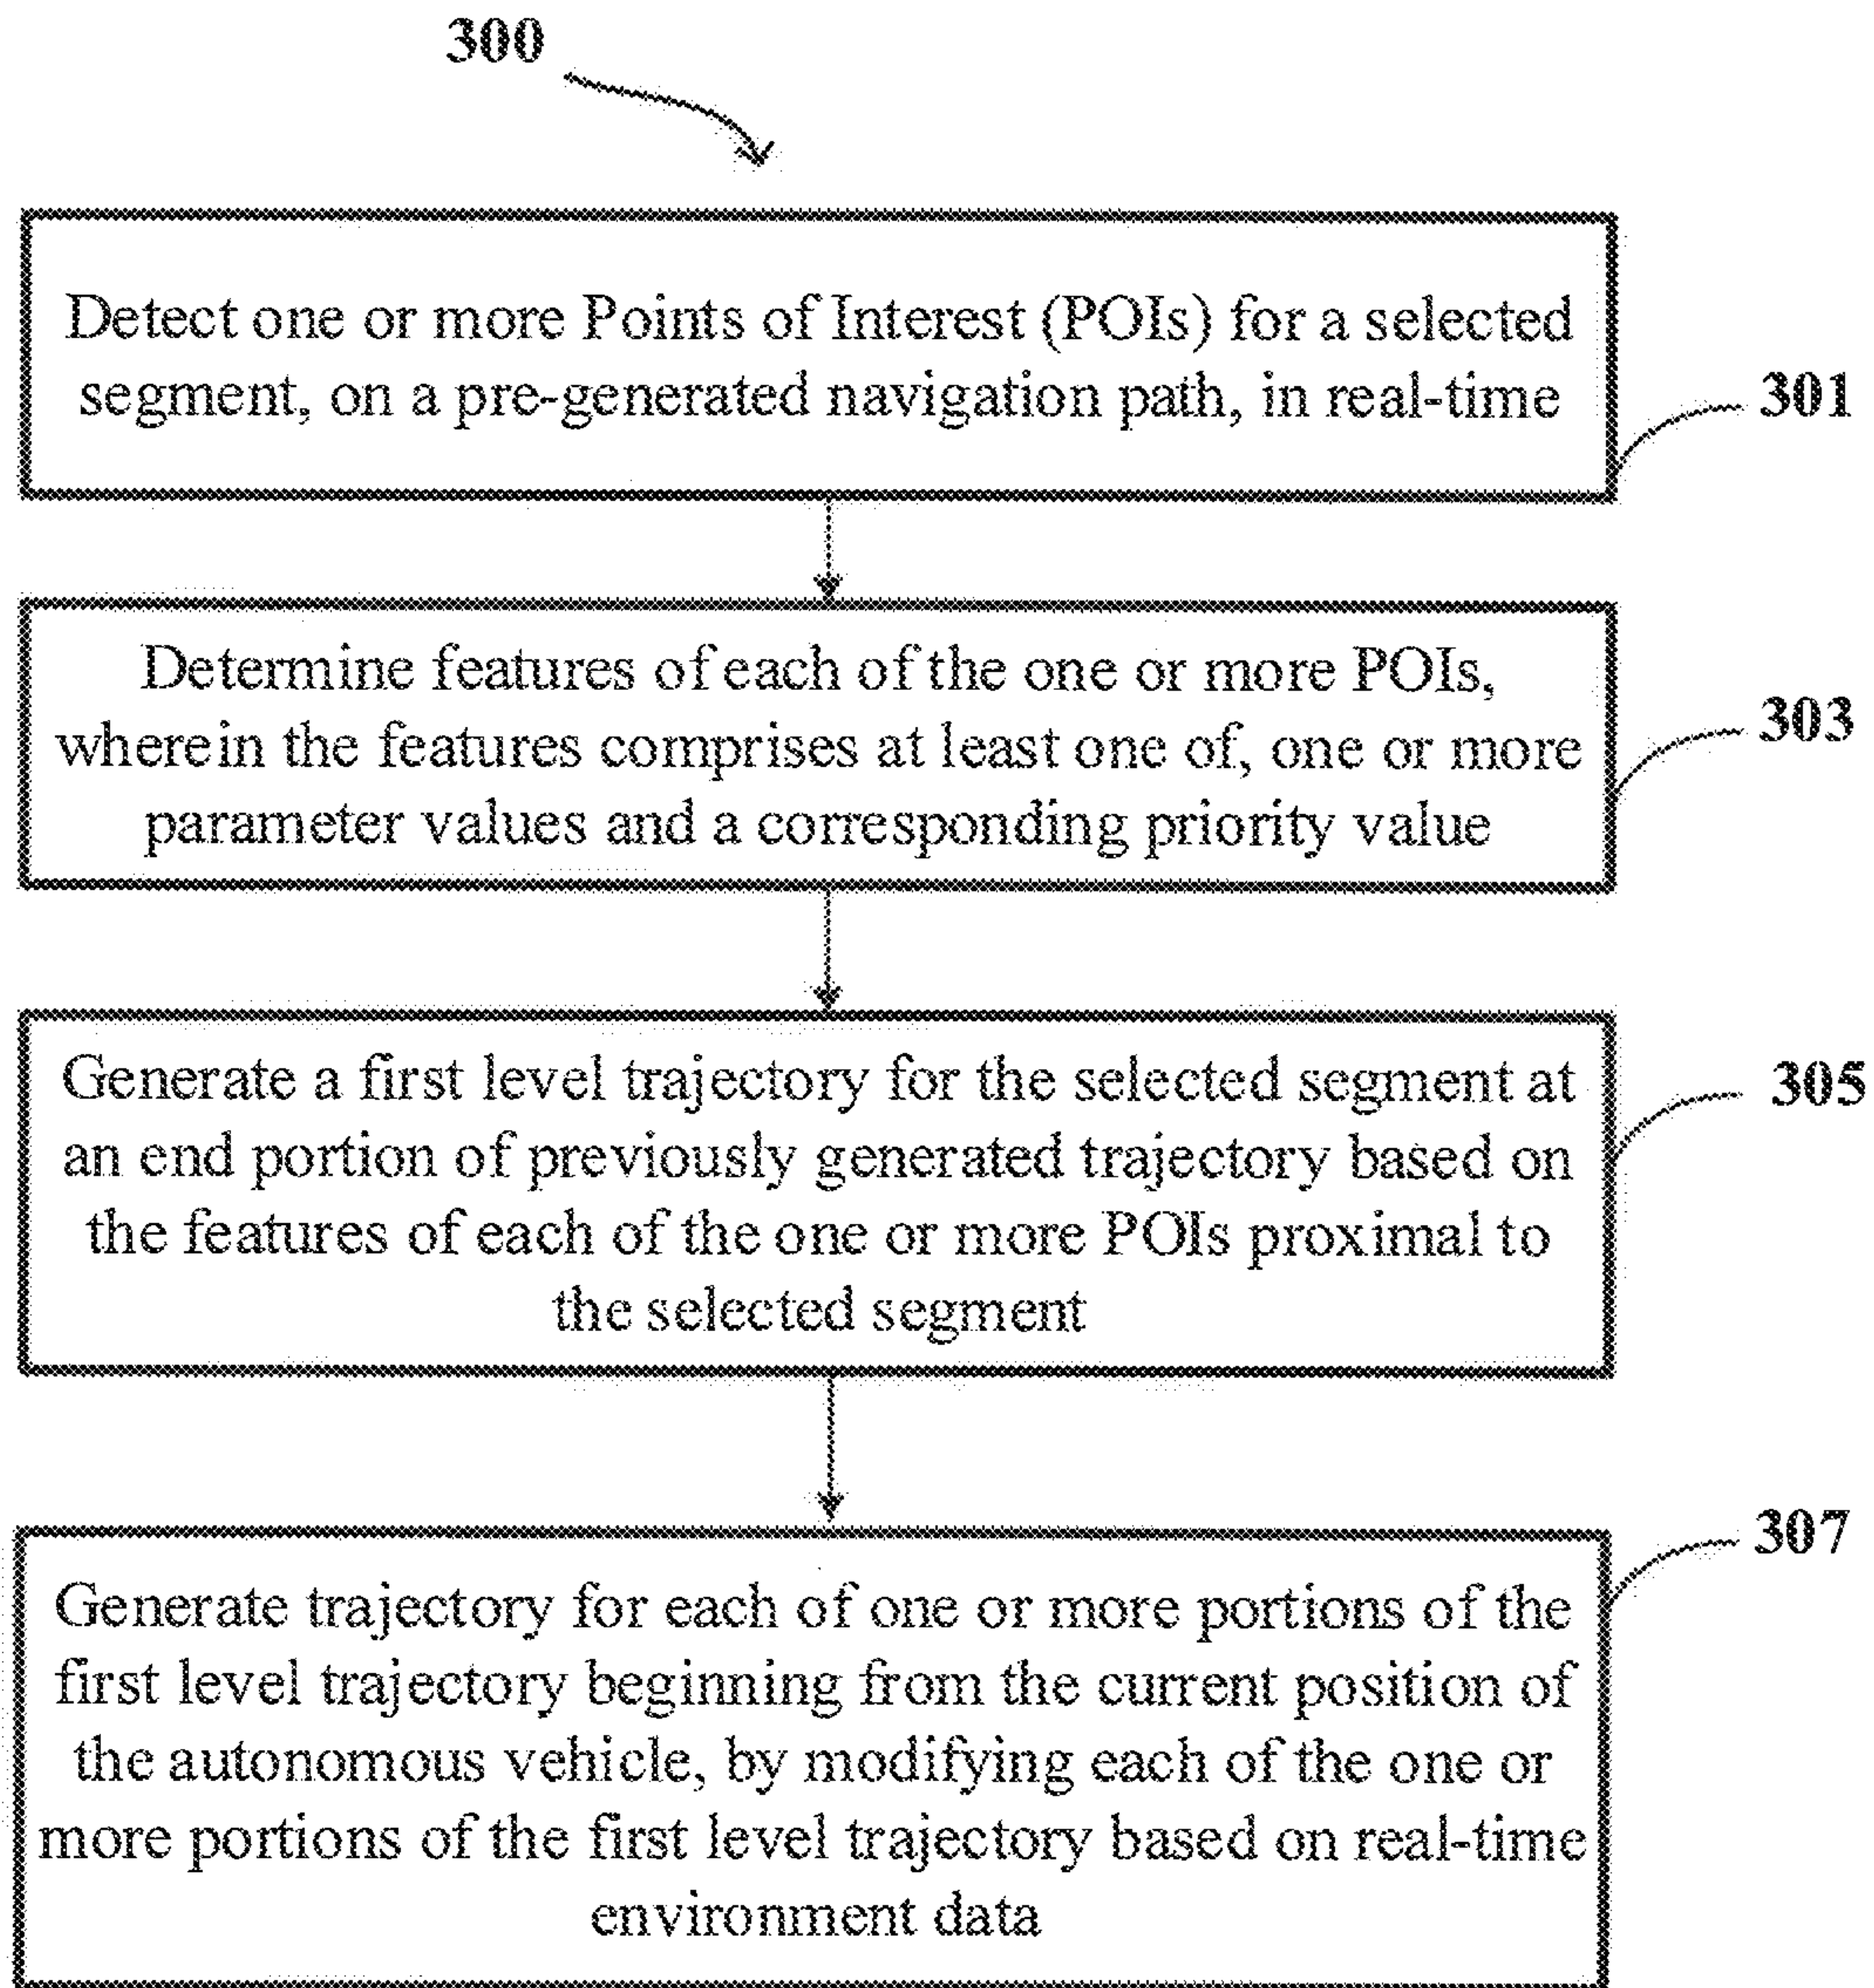 300
Detect one or more Points of Interest (POIs) for a selected
segment, on a pre-generated navigation path, in real-time
301
Determine features of each of the one or more POIs,
wherein the features comprises at least one of, one or more
parameter values and a corresponding priority value
303
Generate a first level trajectory for the selected segment at
an end portion of previously generated trajectory based on
the features of each of the one or more POIs proximal to
the selected segment
305
Generate trajectory for each of one or more portions of the
first level trajectory beginning from the current position of
the autonomous vehicle, by modifying each of the one or
more portions of the first level trajectory based on real-time
environment data
307